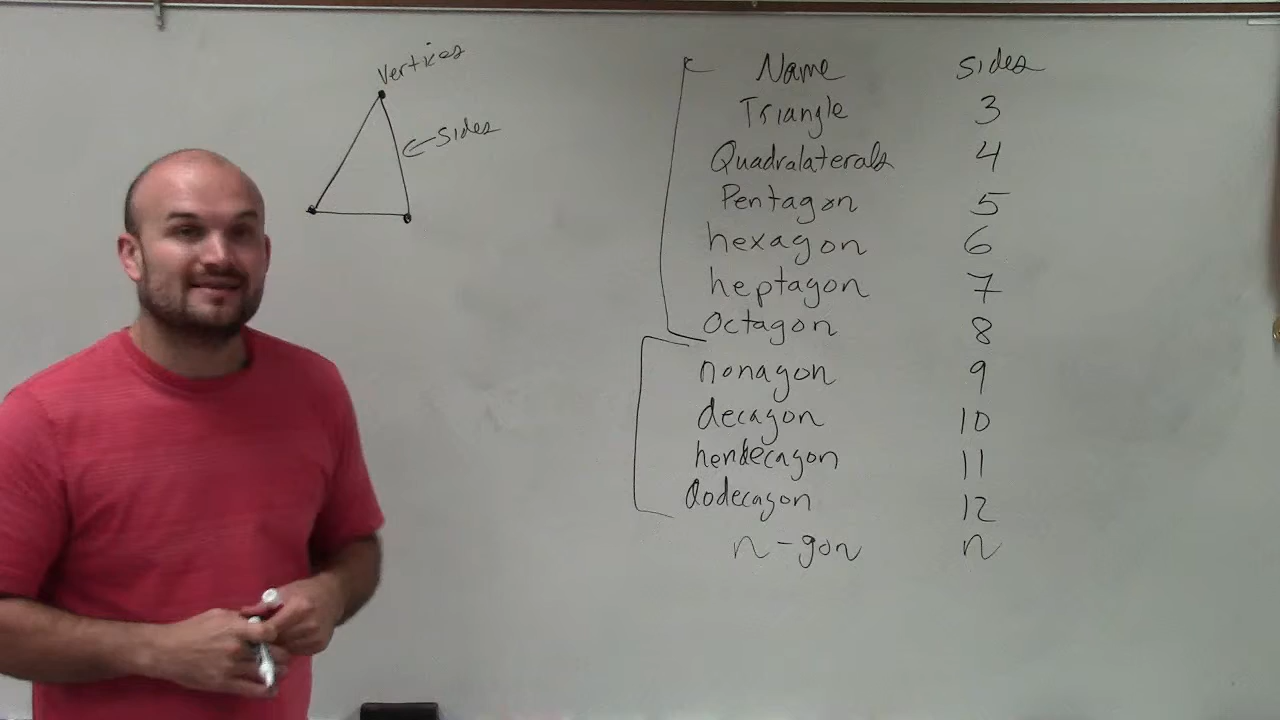 Vertices
Sides
Name Sides
Triangle 3
Quadralaterals 4
Pentagon 5
hexagon 6
heptagon 7
Octagon 8
nonagon 9
decagon 10
hendecagon 11
Dodecagon 12
n-gon n